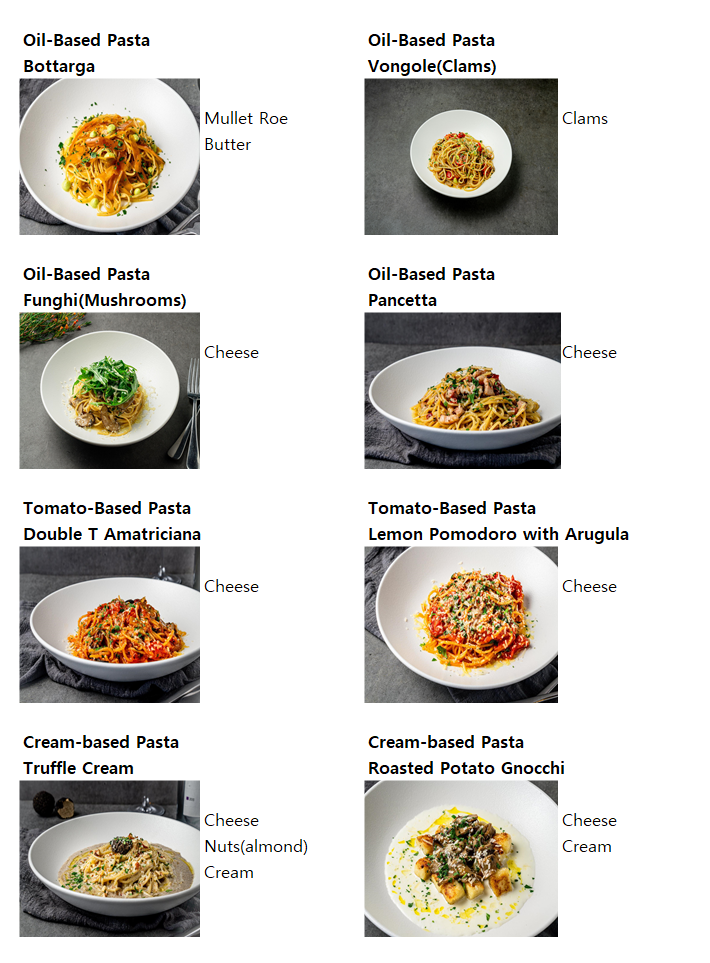 Oil-Based Pasta
Bottarga
Mullet Roe
Butter
Oil-Based Pasta
Vongole(Clams)
Clams
Oil-Based Pasta
Funghi(Mushrooms)
Cheese
Oil-Based Pasta
Pancetta
Cheese
Tomato-Based Pasta
Double T Amatriciana
Cheese
Tomato-Based Pasta
Lemon Pomodoro with Arugula
Cheese
Cream-based Pasta
Truffle Cream
Cheese
Nuts(almond)
Cream
Cream-based Pasta
Roasted Potato Gnocchi
Cheese
Cream